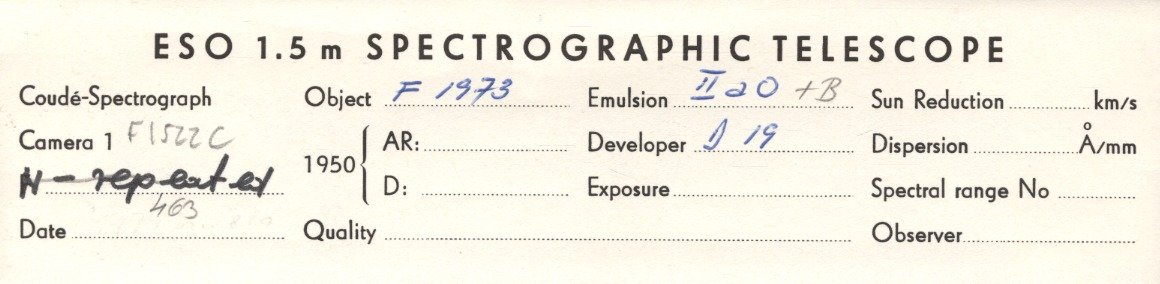 ESO 1.5 m SPECTROGRAPHIC TELESCOPE
Coudé-Spectrograph Object F 1973 Emulsion II a O + B Sun Reduction km/s
Camera 1 F1522C 1950 AR: Developer D 19 Dispersion Å/mm
N - repeated D: Exposure Spectral range No
463
Date Quality Observer